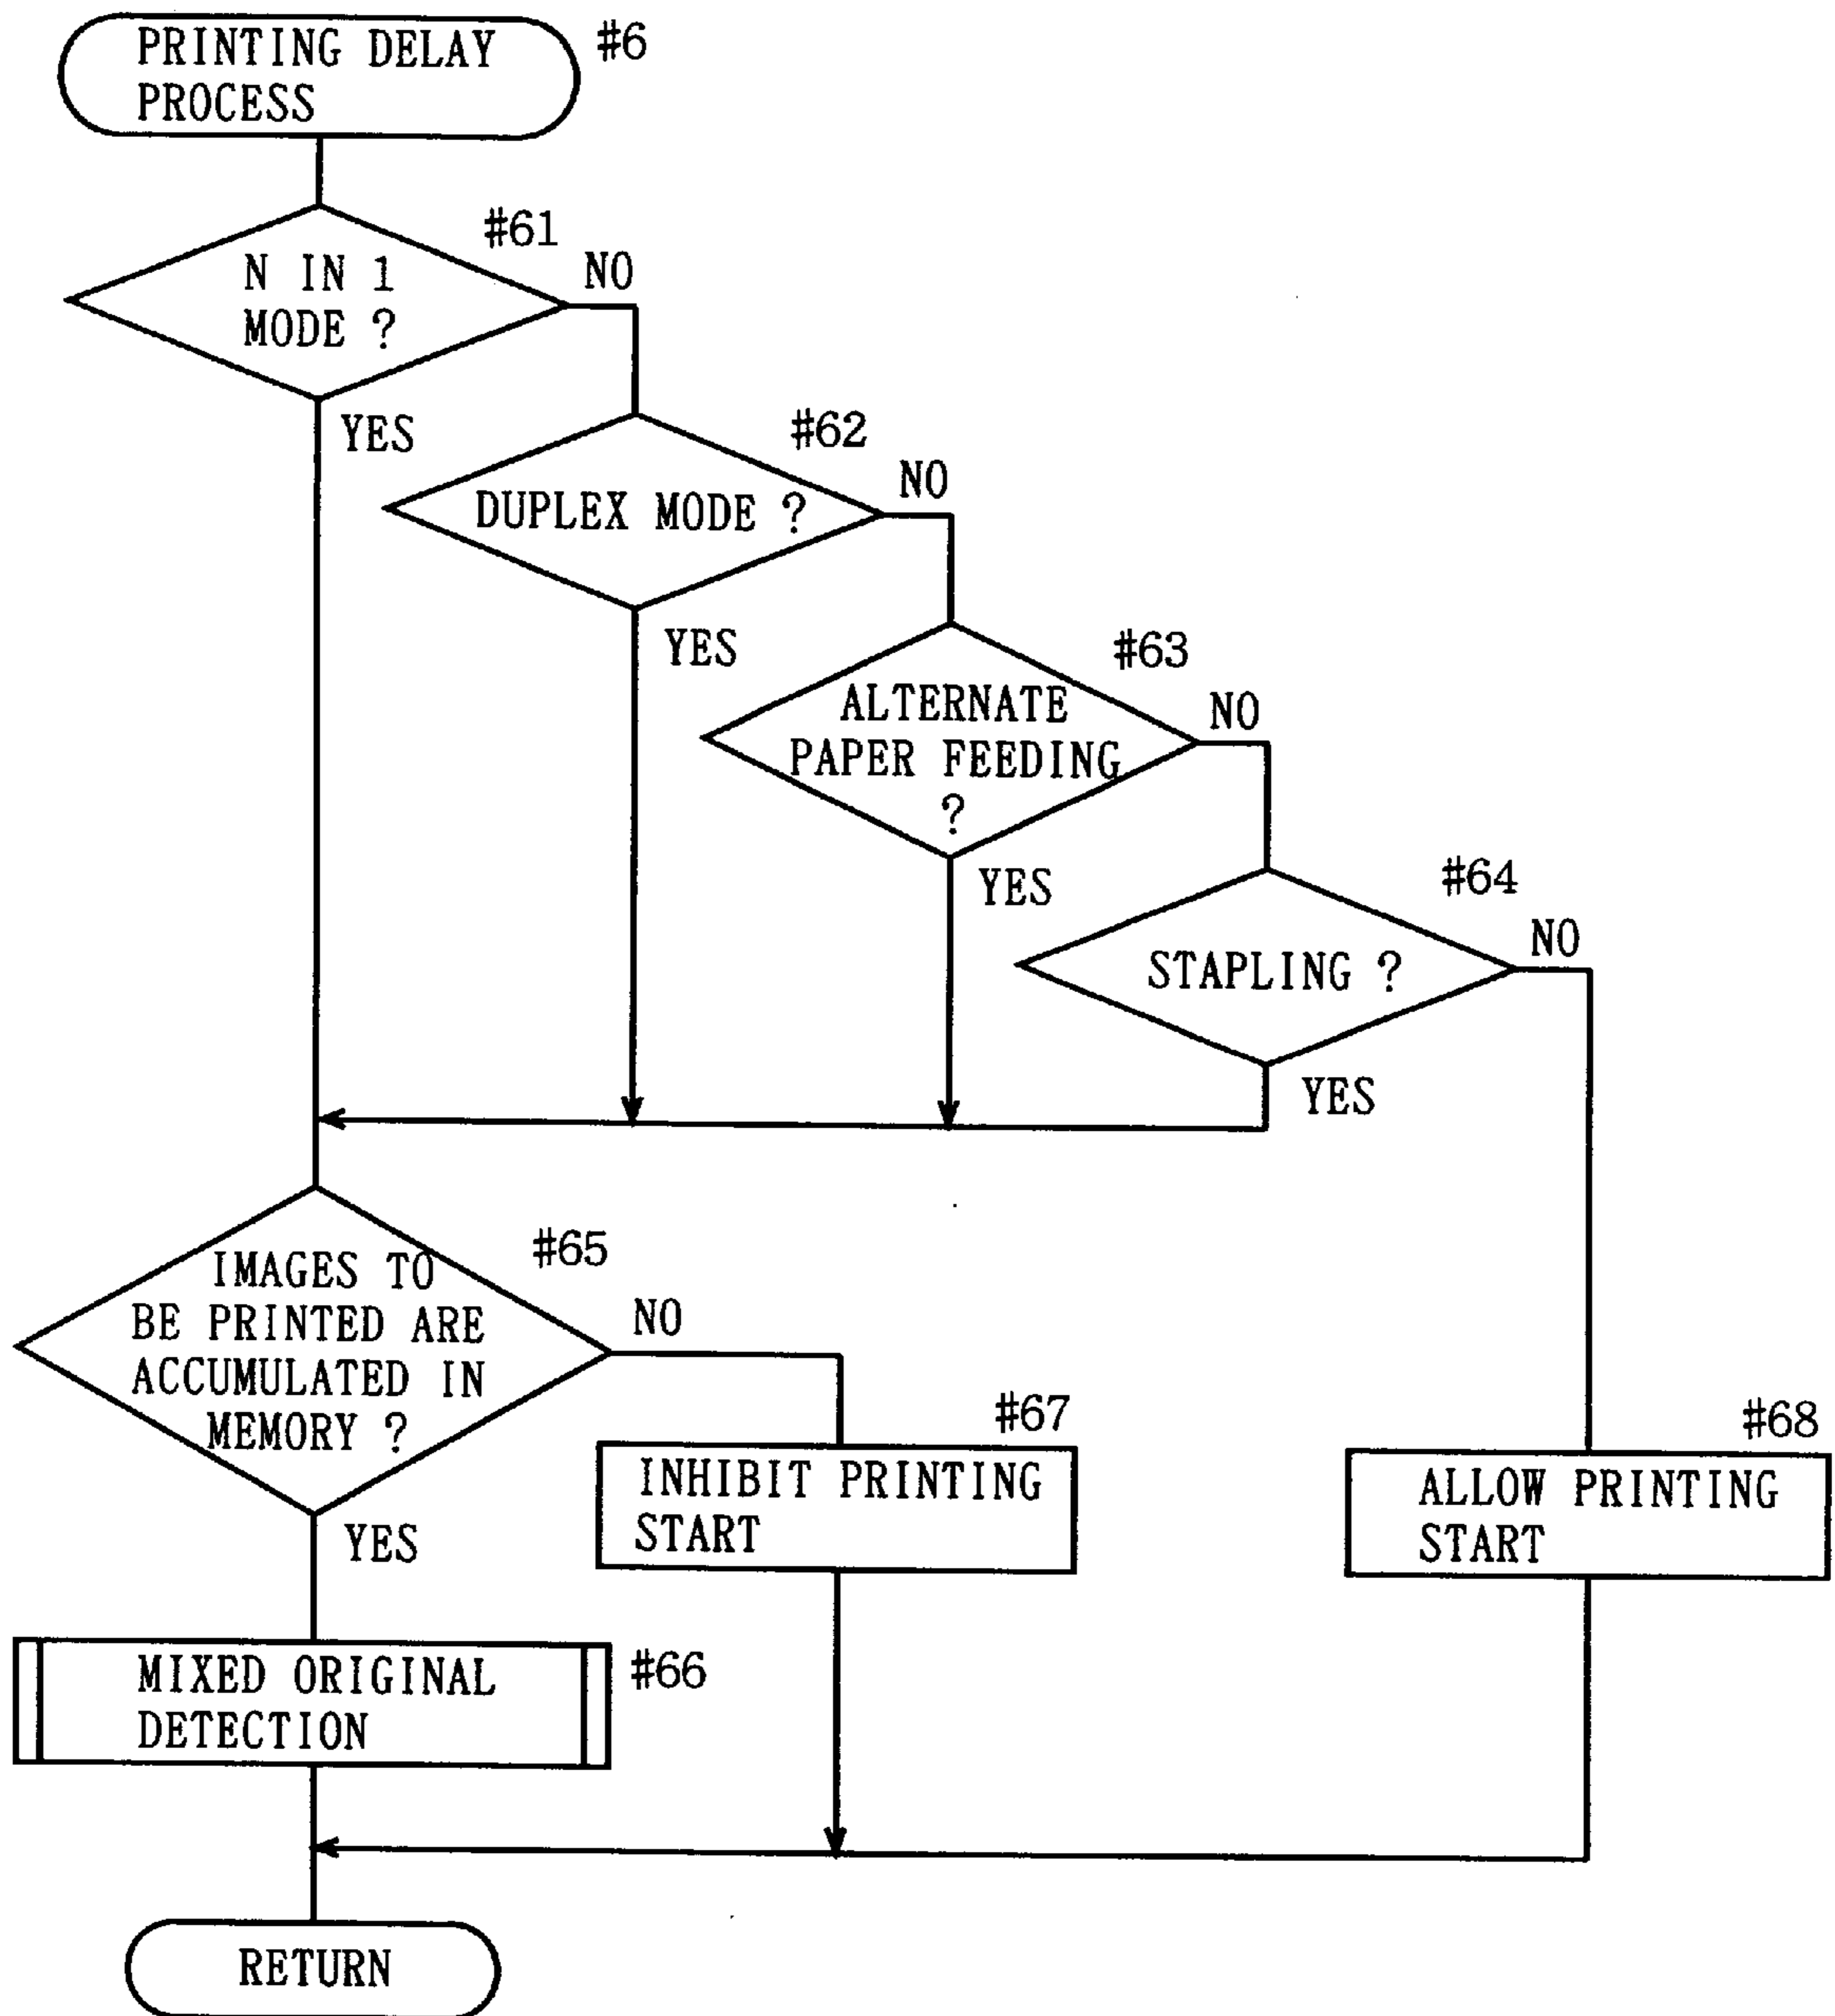 PRINTING DELAY
PROCESS
#6
#61
N IN 1
MODE ?
NO
YES
#62
DUPLEX MODE ?
NO
YES
#63
ALTERNATE
PAPER FEEDING
?
NO
YES
#64
STAPLING ?
NO
YES
#65
IMAGES TO
BE PRINTED ARE
ACCUMULATED IN
MEMORY ?
NO
YES
#67
INHIBIT PRINTING
START
#68
ALLOW PRINTING
START
MIXED ORIGINAL
DETECTION
#66
RETURN